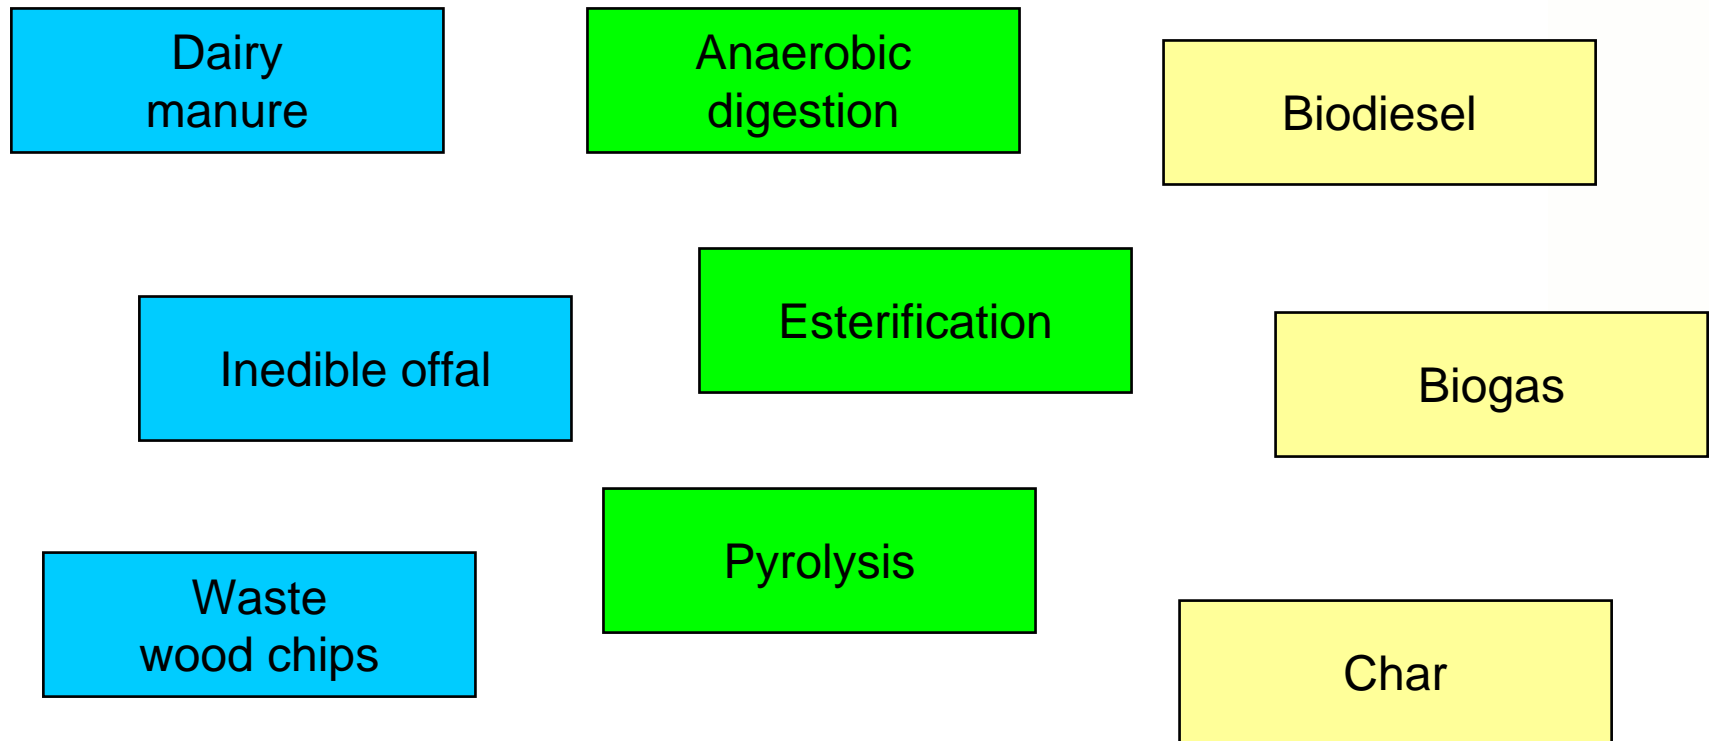 Dairy
manure
Anaerobic
digestion
Biodiesel
Inedible offal
Esterification
Biogas
Waste
wood chips
Pyrolysis
Char